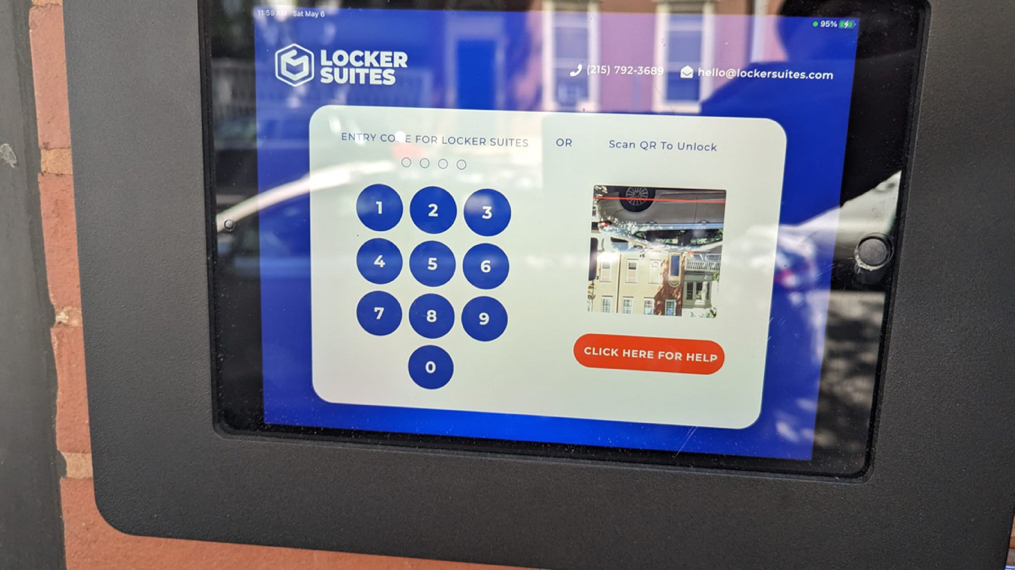 11:59 AM Sat May 6
95%
LOCKER
SUITES
(215) 792-3689
hello@lockersuites.com
ENTRY CODE FOR LOCKER SUITES
OR
Scan QR To Unlock
1
2
3
4
5
6
7
8
9
0
CLICK HERE FOR HELP